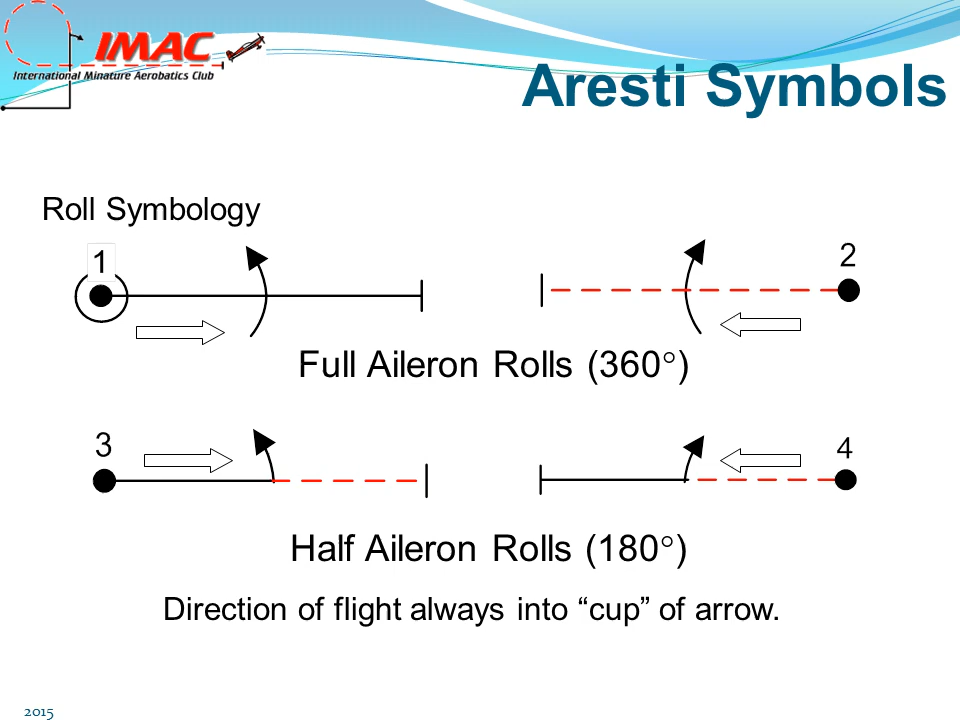 IMAC
International Minature Aerobatics Club
Aresti Symbols
Roll Symbology
1
2
Full Aileron Rolls (360°)
3
4
Half Aileron Rolls (180°)
Direction of flight always into “cup” of arrow.
2015